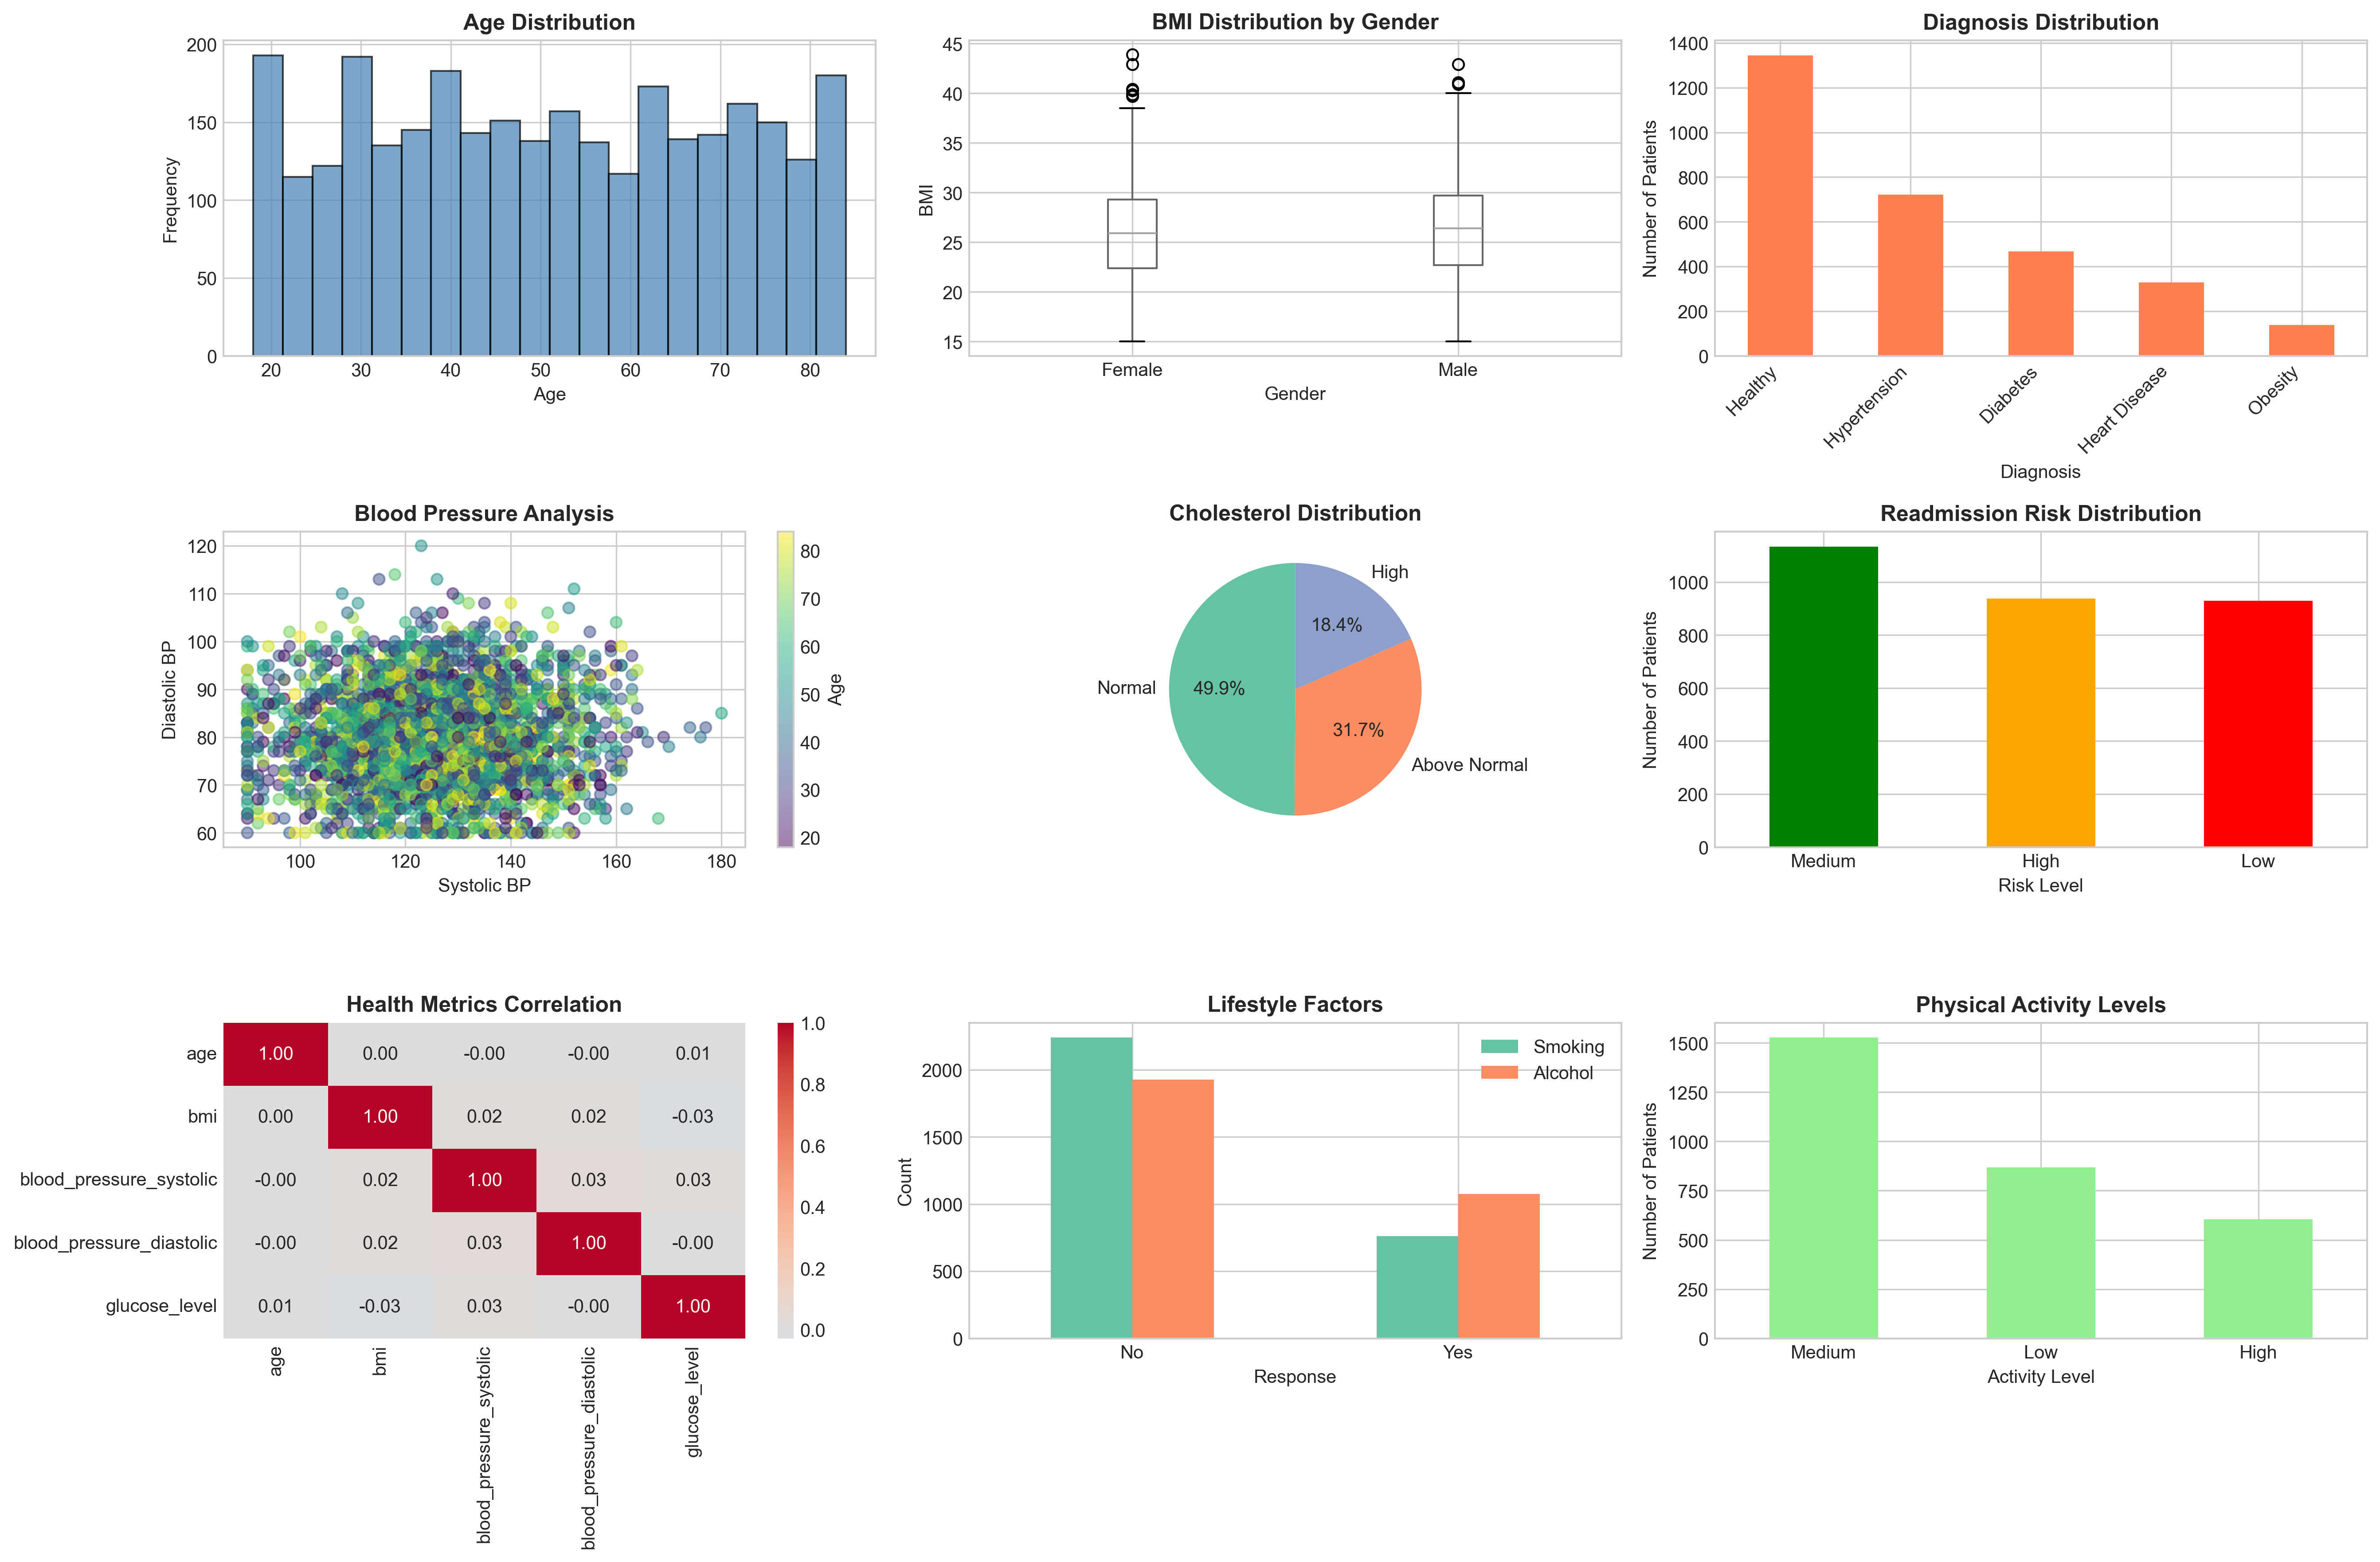 Age Distribution
200
150
100
50
0
Frequency
20 30 40 50 60 70 80
Age
BMI Distribution by Gender
45
40
35
30
25
20
15
BMI
Female Male
Gender
Diagnosis Distribution
1400
1200
1000
800
600
400
200
0
Number of Patients
Healthy
Hypertension
Diabetes
Heart Disease
Obesity
Diagnosis
Blood Pressure Analysis
120
110
100
90
80
70
60
Diastolic BP
100 120 140 160 180
Systolic BP
80
70
60
50
40
30
20
Age
Cholesterol Distribution
High
18.4%
Normal
49.9%
31.7%
Above Normal
Readmission Risk Distribution
1000
800
600
400
200
0
Number of Patients
Medium High Low
Risk Level
Health Metrics Correlation
age 1.00 0.00 -0.00 -0.00 0.01
bmi 0.00 1.00 0.02 0.02 -0.03
blood_pressure_systolic -0.00 0.02 1.00 0.03 0.03
blood_pressure_diastolic -0.00 0.02 0.03 1.00 -0.00
glucose_level 0.01 -0.03 0.03 -0.00 1.00
age
bmi
blood_pressure_systolic
blood_pressure_diastolic
glucose_level
1.0
0.8
0.6
0.4
0.2
0.0
Lifestyle Factors
Smoking
Alcohol
2000
1500
1000
500
0
Count
No Yes
Response
Physical Activity Levels
1500
1250
1000
750
500
250
0
Number of Patients
Medium Low High
Activity Level